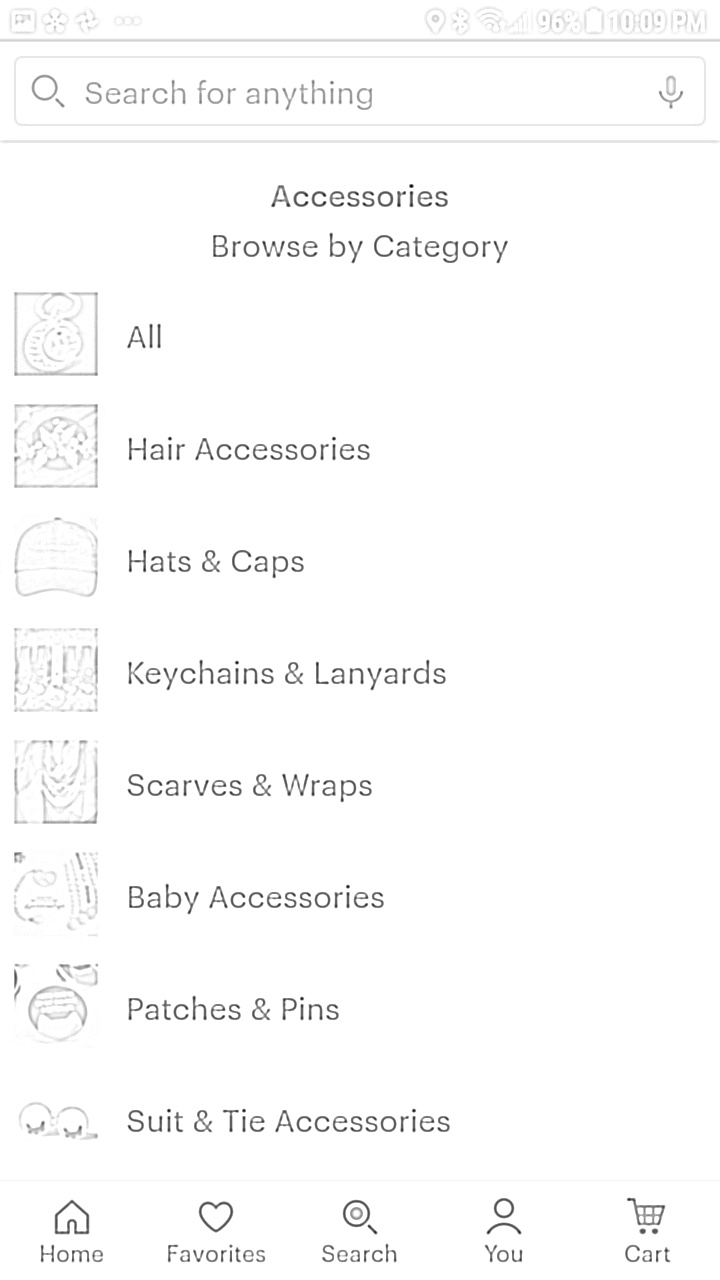 96% 10:09 PM
Search for anything
Accessories
Browse by Category
All
Hair Accessories
Hats & Caps
Keychains & Lanyards
Scarves & Wraps
Baby Accessories
Patches & Pins
Suit & Tie Accessories
Home Favorites Search You Cart